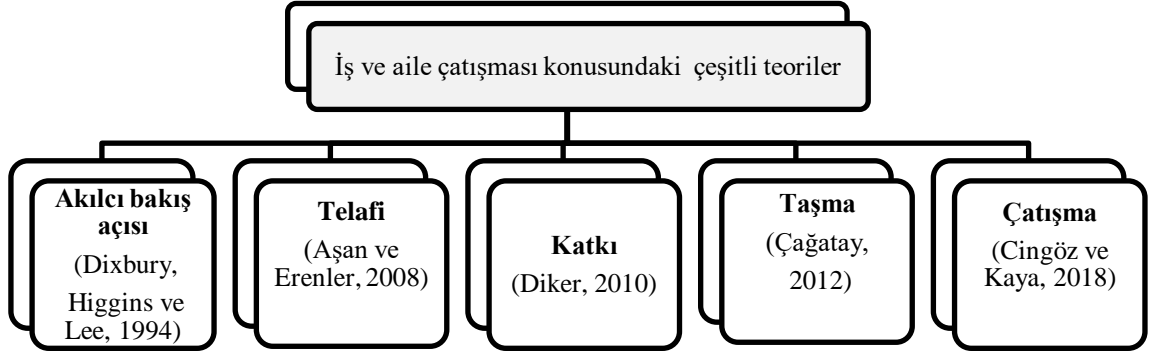 İş ve aile çatışması konusundaki çeşitli teoriler
Akılcı bakış
açısı
(Dixbury,
Higgins ve
Lee, 1994)
Telafi
(Aşan ve
Erenler, 2008)
Katkı
(Diker, 2010)
Taşma
(Çağatay,
2012)
Çatışma
(Cingöz ve
Kaya, 2018)